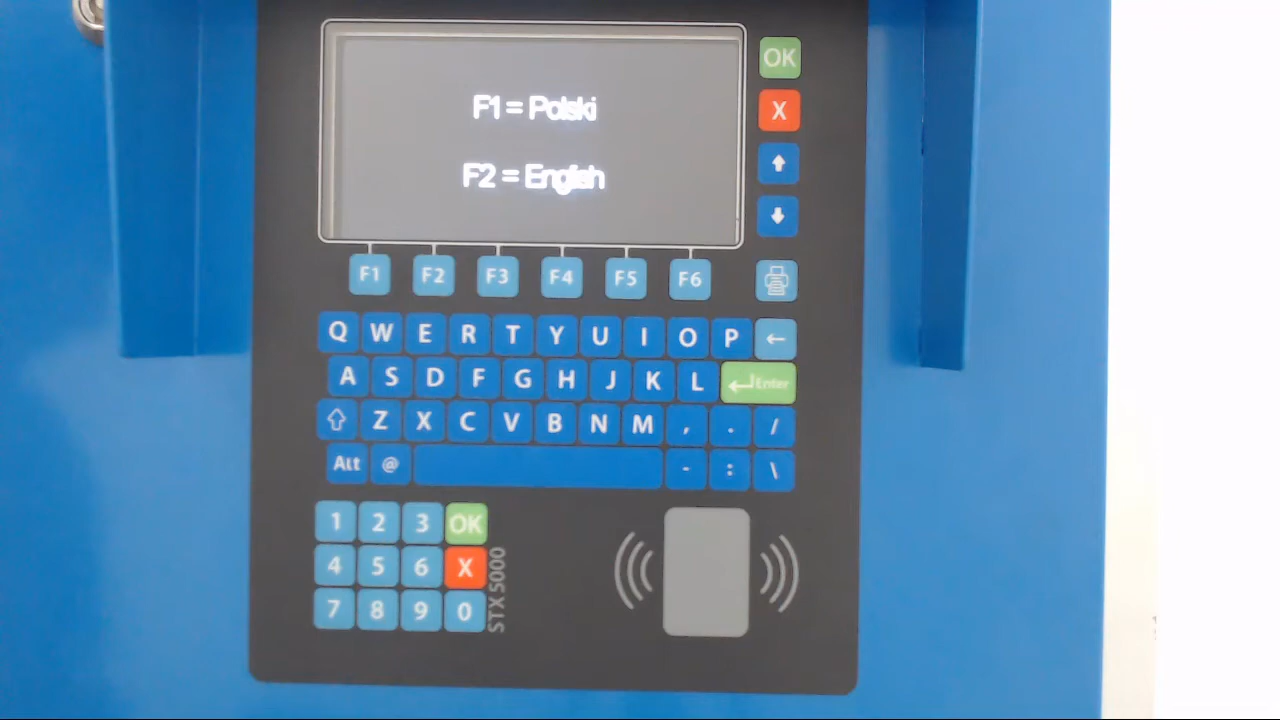 F1 = Polski
F2 = English
OK
X
F1 F2 F3 F4 F5 F6
Q W E R T Y U I O P ←
A S D F G H J K L ↵ Enter
⇧ Z X C V B N M , . /
Alt @ - : \
1 2 3 OK
4 5 6 X
7 8 9 0
STX 5000